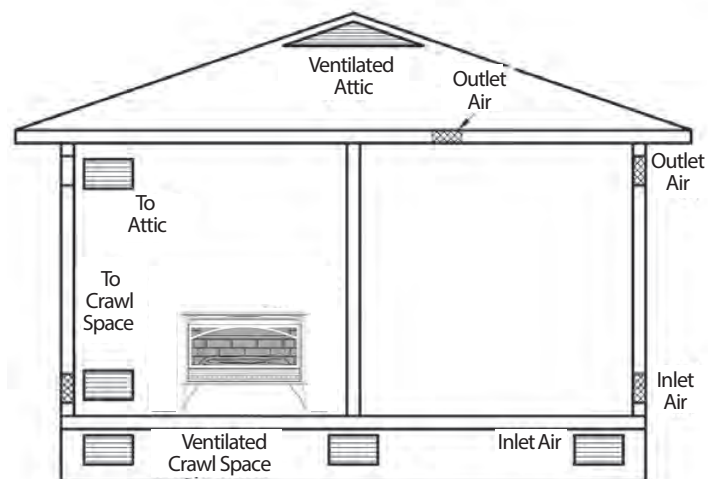 Ventilated
Attic
Outlet
Air
Outlet
Air
To
Attic
To
Crawl
Space
Inlet
Air
Ventilated
Crawl Space
Inlet Air